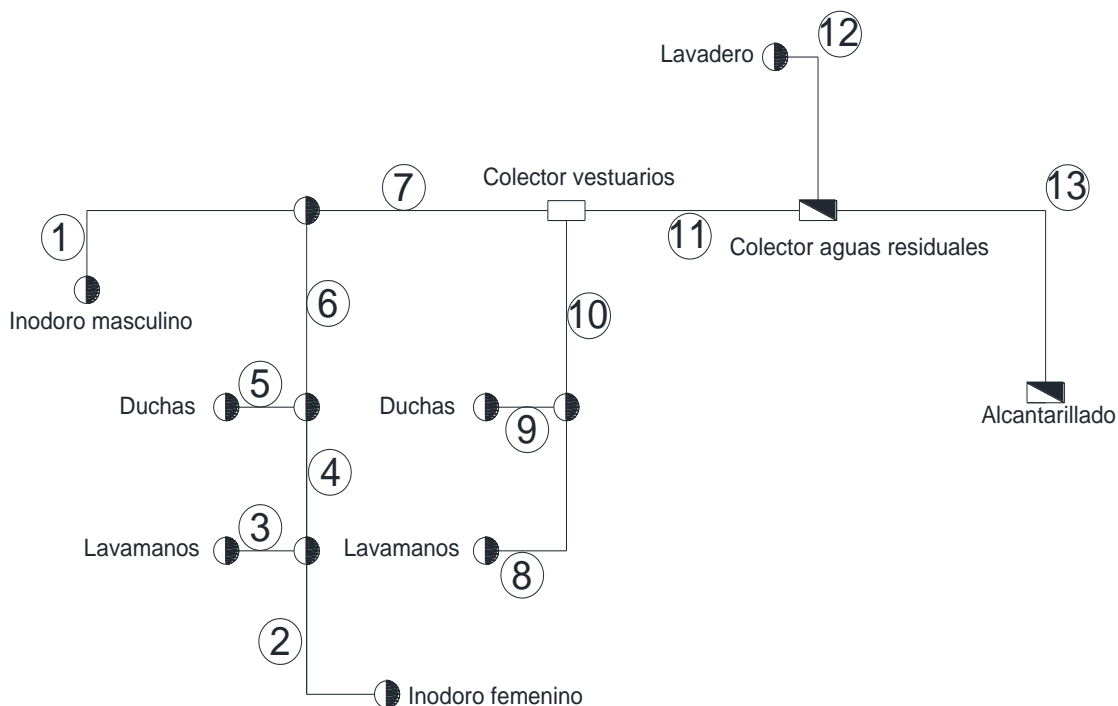 12
Lavadero
13
7
Colector vestuarios
1
11
Colector aguas residuales
Inodoro masculino
6
10
5
Duchas
Duchas
9
Alcantarillado
4
3
Lavamanos
Lavamanos
8
2
Inodoro femenino